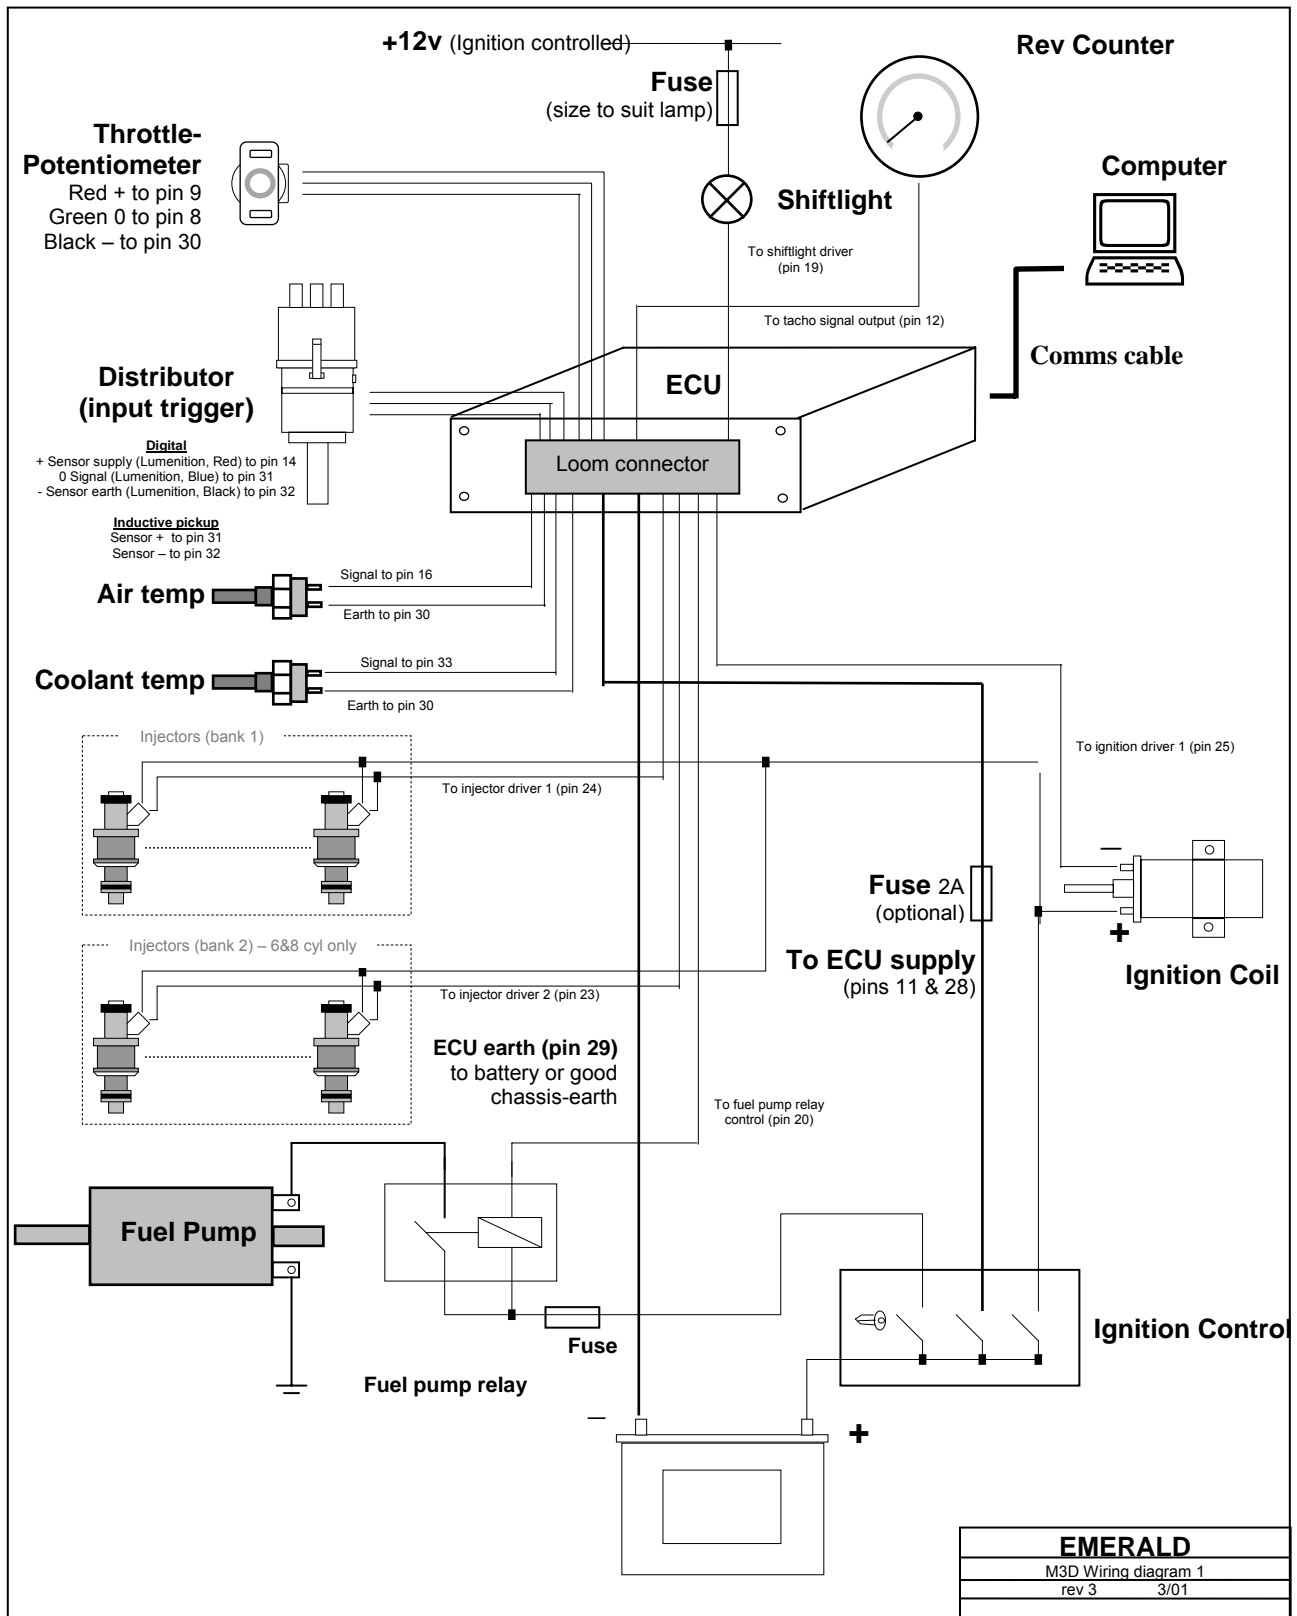 +12v (Ignition controlled)
Rev Counter
Fuse
(size to suit lamp)
Throttle-
Potentiometer
Red + to pin 9
Green 0 to pin 8
Black – to pin 30
Computer
Shiftlight
To shiftlight driver
(pin 19)
To tacho signal output (pin 12)
Comms cable
ECU
Distributor
(input trigger)
Digital
+ Sensor supply (Lumenition, Red) to pin 14
0 Signal (Lumenition, Blue) to pin 31
- Sensor earth (Lumenition, Black) to pin 32
Loom connector
Inductive pickup
Sensor + to pin 31
Sensor – to pin 32
Air temp
Signal to pin 16
Earth to pin 30
Coolant temp
Signal to pin 33
Earth to pin 30
Injectors (bank 1)
To injector driver 1 (pin 24)
To ignition driver 1 (pin 25)
–
Fuse 2A
(optional)
+
Injectors (bank 2) – 6&8 cyl only
To ECU supply
(pins 11 & 28)
Ignition Coil
To injector driver 2 (pin 23)
ECU earth (pin 29)
to battery or good
chassis-earth
To fuel pump relay
control (pin 20)
Fuel Pump
Ignition Control
Fuse
Fuel pump relay
–
+
EMERALD
M3D Wiring diagram 1
rev 3 3/01